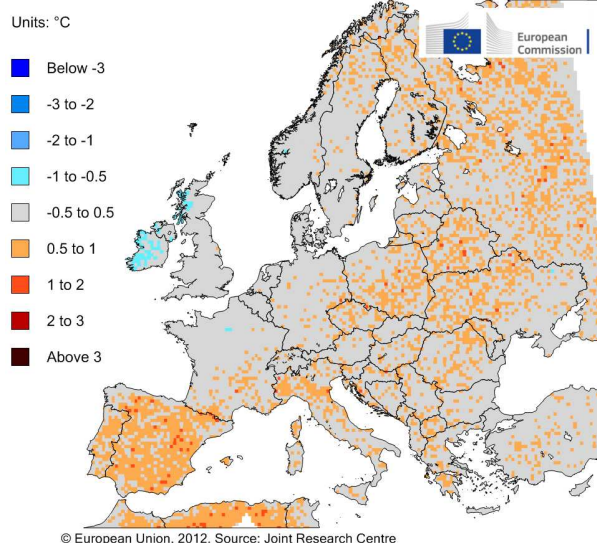 Units: °C
European
Commission
Below -3
-3 to -2
-2 to -1
-1 to -0.5
-0.5 to 0.5
0.5 to 1
1 to 2
2 to 3
Above 3
© European Union, 2012. Source: Joint Research Centre